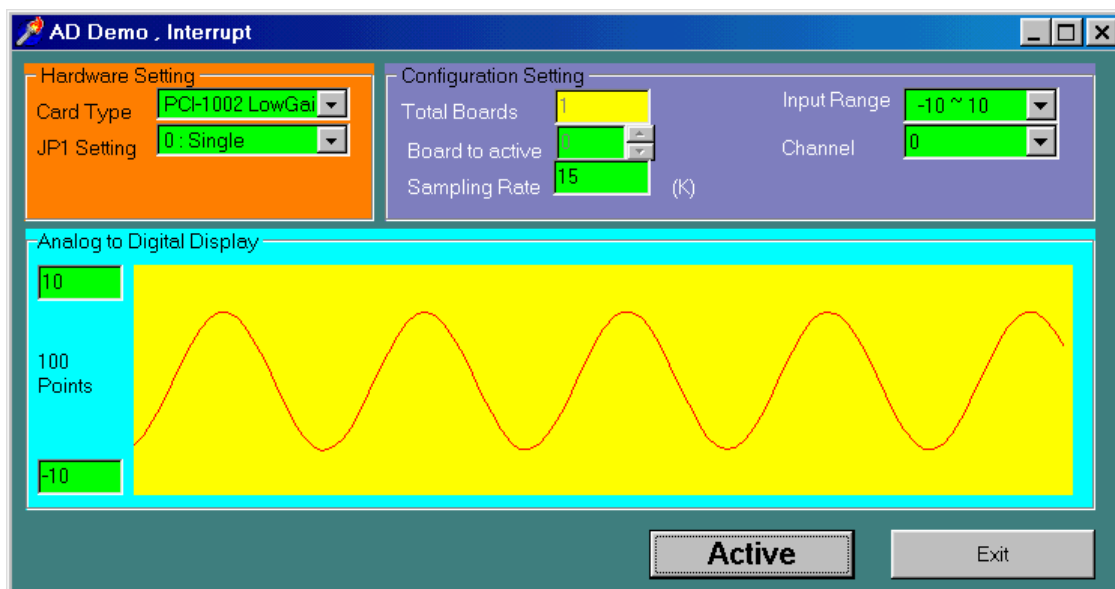 AD Demo , Interrupt
Hardware Setting
Card Type PCI-1002 LowGai
JP1 Setting 0 : Single
Configuration Setting
Total Boards 1
Board to active 0
Sampling Rate 15 (K)
Input Range -10 ~ 10
Channel 0
Analog to Digital Display
10
100
Points
-10
Active
Exit